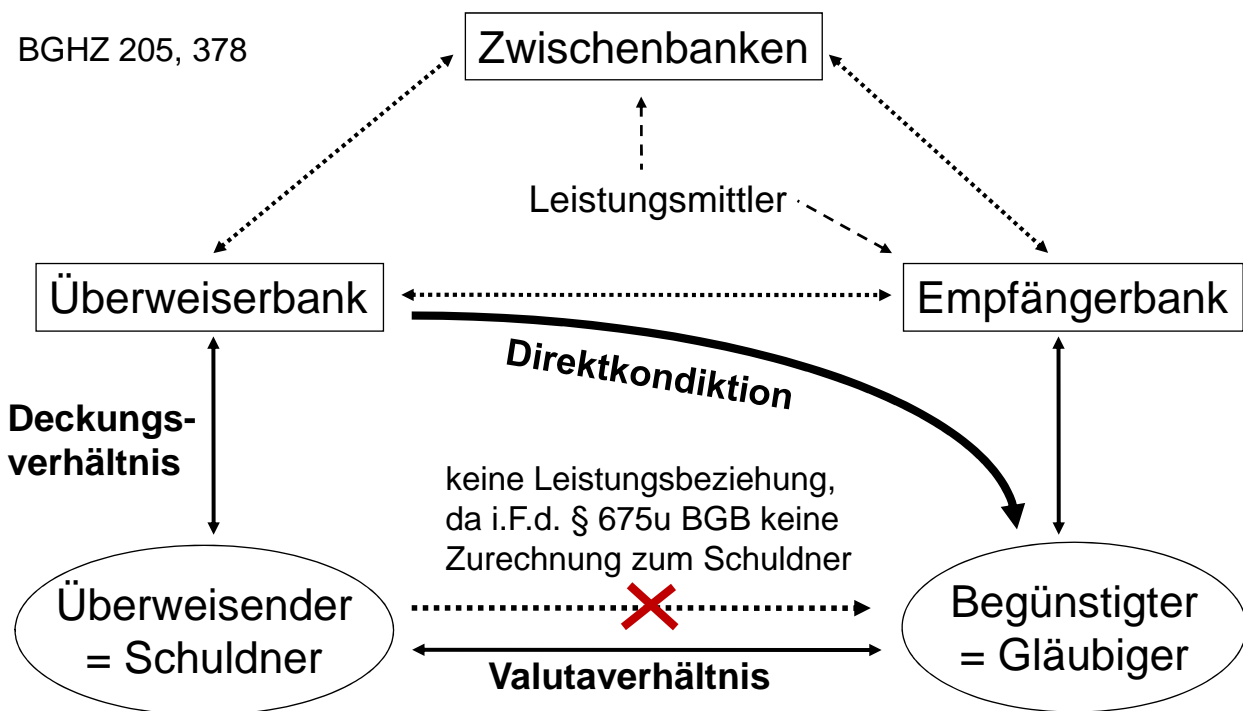 BGHZ 205, 378
Zwischenbanken
Leistungsmittler
Überweiserbank
Empfängerbank
Direktkondiktion
Deckungs-
verhältnis
keine Leistungsbeziehung,
da i.F.d. § 675u BGB keine
Zurechnung zum Schuldner
Überweisender
= Schuldner
Begünstigter
= Gläubiger
Valutaverhältnis